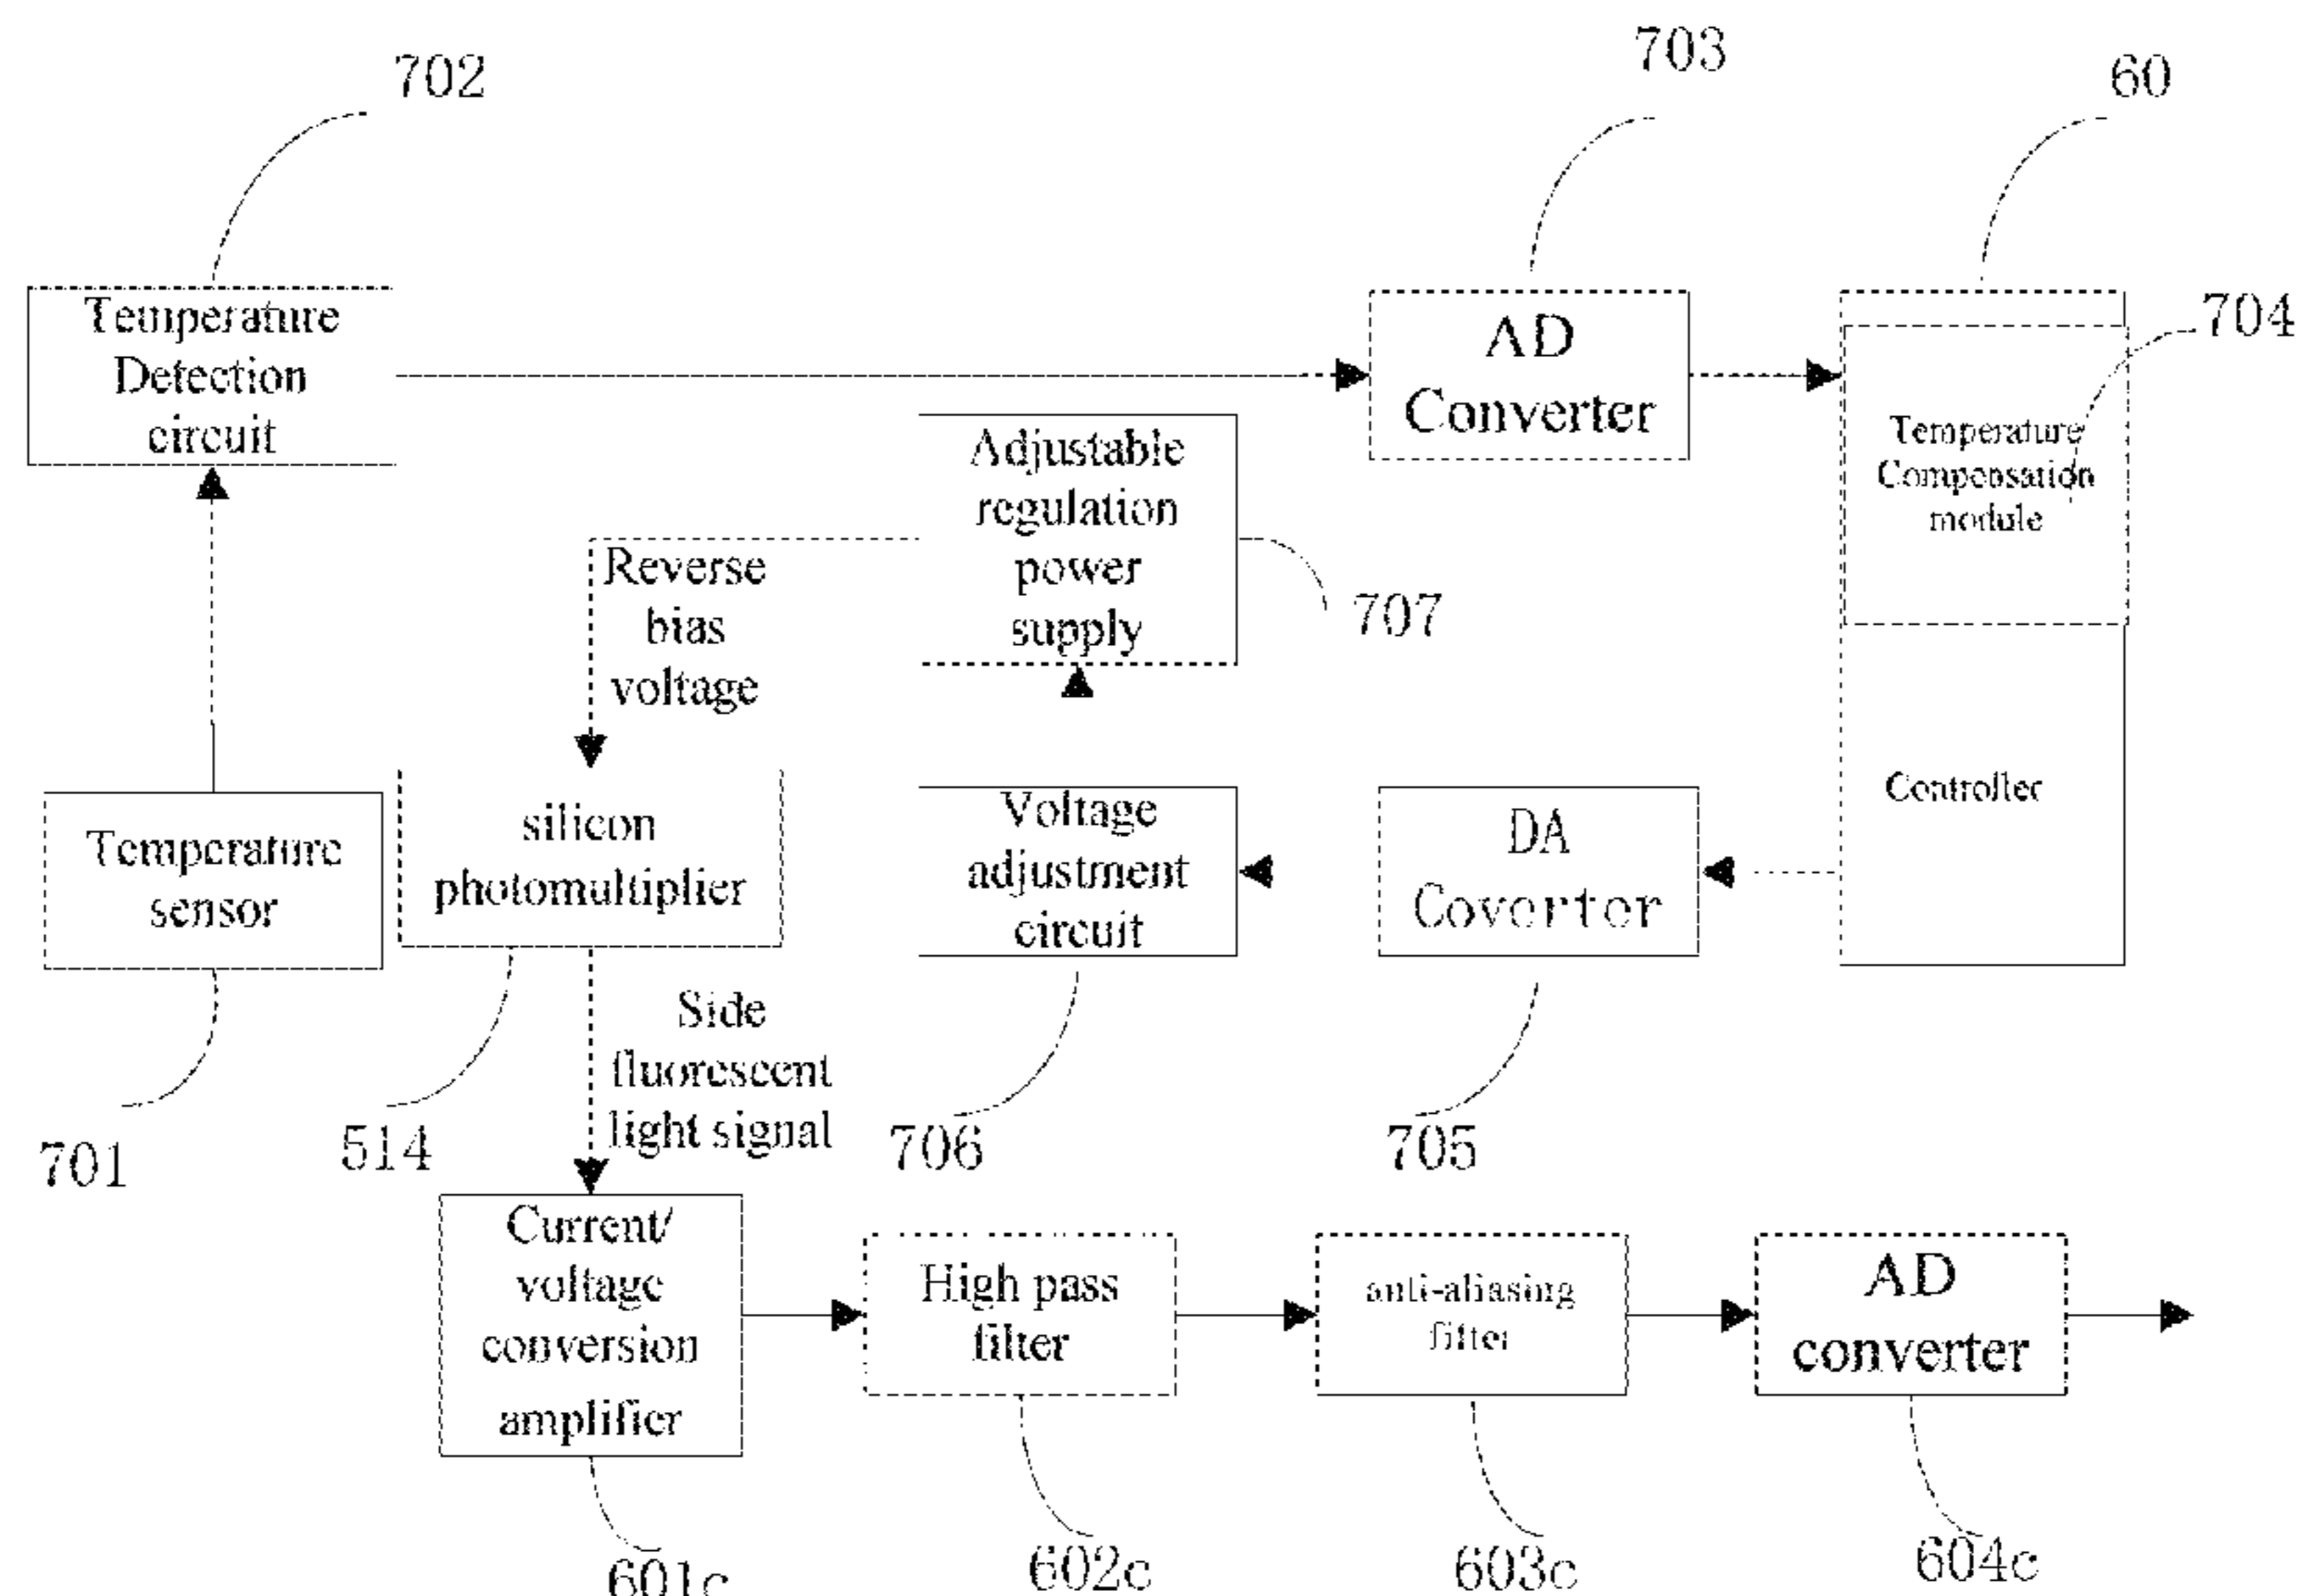 702
703
60
704
Temperature
Detection
circuit
AD
Converter
Temperature
Compensation
module
Adjustable
regulation
power
supply
707
Reverse
bias
voltage
Temperature
sensor
silicon
photomultiplier
Voltage
adjustment
circuit
DA
Coverter
Controller
701
514
Side
fluorescent
light signal
706
705
Current/
voltage
conversion
amplifier
High pass
filter
anti-aliasing
filter
AD
converter
601c
602c
603c
604c